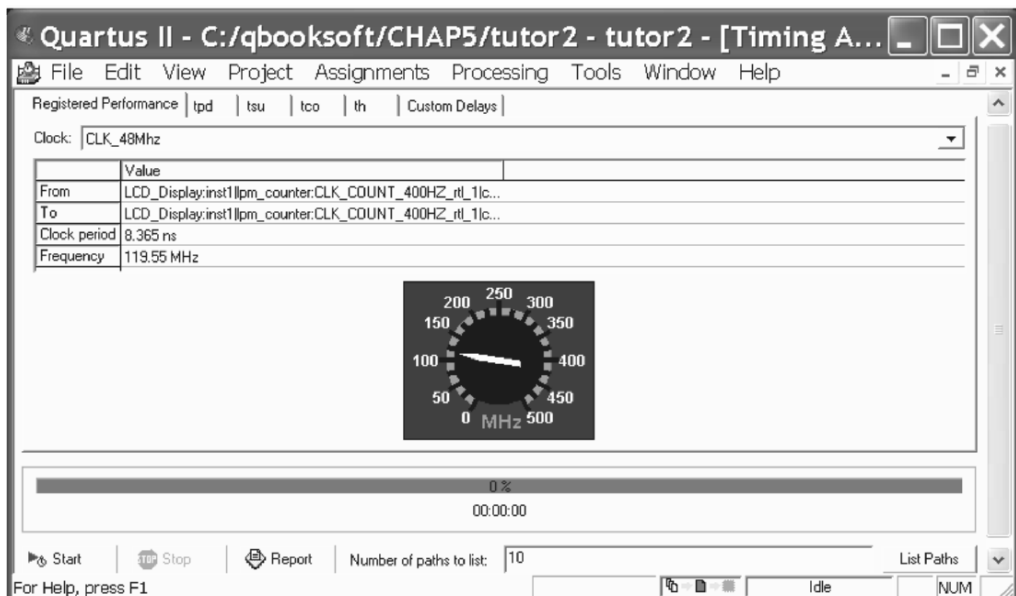 Quartus II - C:/qbooksoft/CHAP5/tutor2 - tutor2 - [Timing A...
File Edit View Project Assignments Processing Tools Window Help
Registered Performance tpd tsu tco th Custom Delays
Clock: CLK_48Mhz
Value
From LCD_Display:inst1|lpm_counter:CLK_COUNT_400HZ_rtl_1|c...
To LCD_Display:inst1|lpm_counter:CLK_COUNT_400HZ_rtl_1|c...
Clock period 8.365 ns
Frequency 119.55 MHz
0 50 100 150 200 250 300 350 400 450 500
MHz
0 %
00:00:00
Start STOP Stop Report Number of paths to list: 10 List Paths
For Help, press F1 Idle NUM